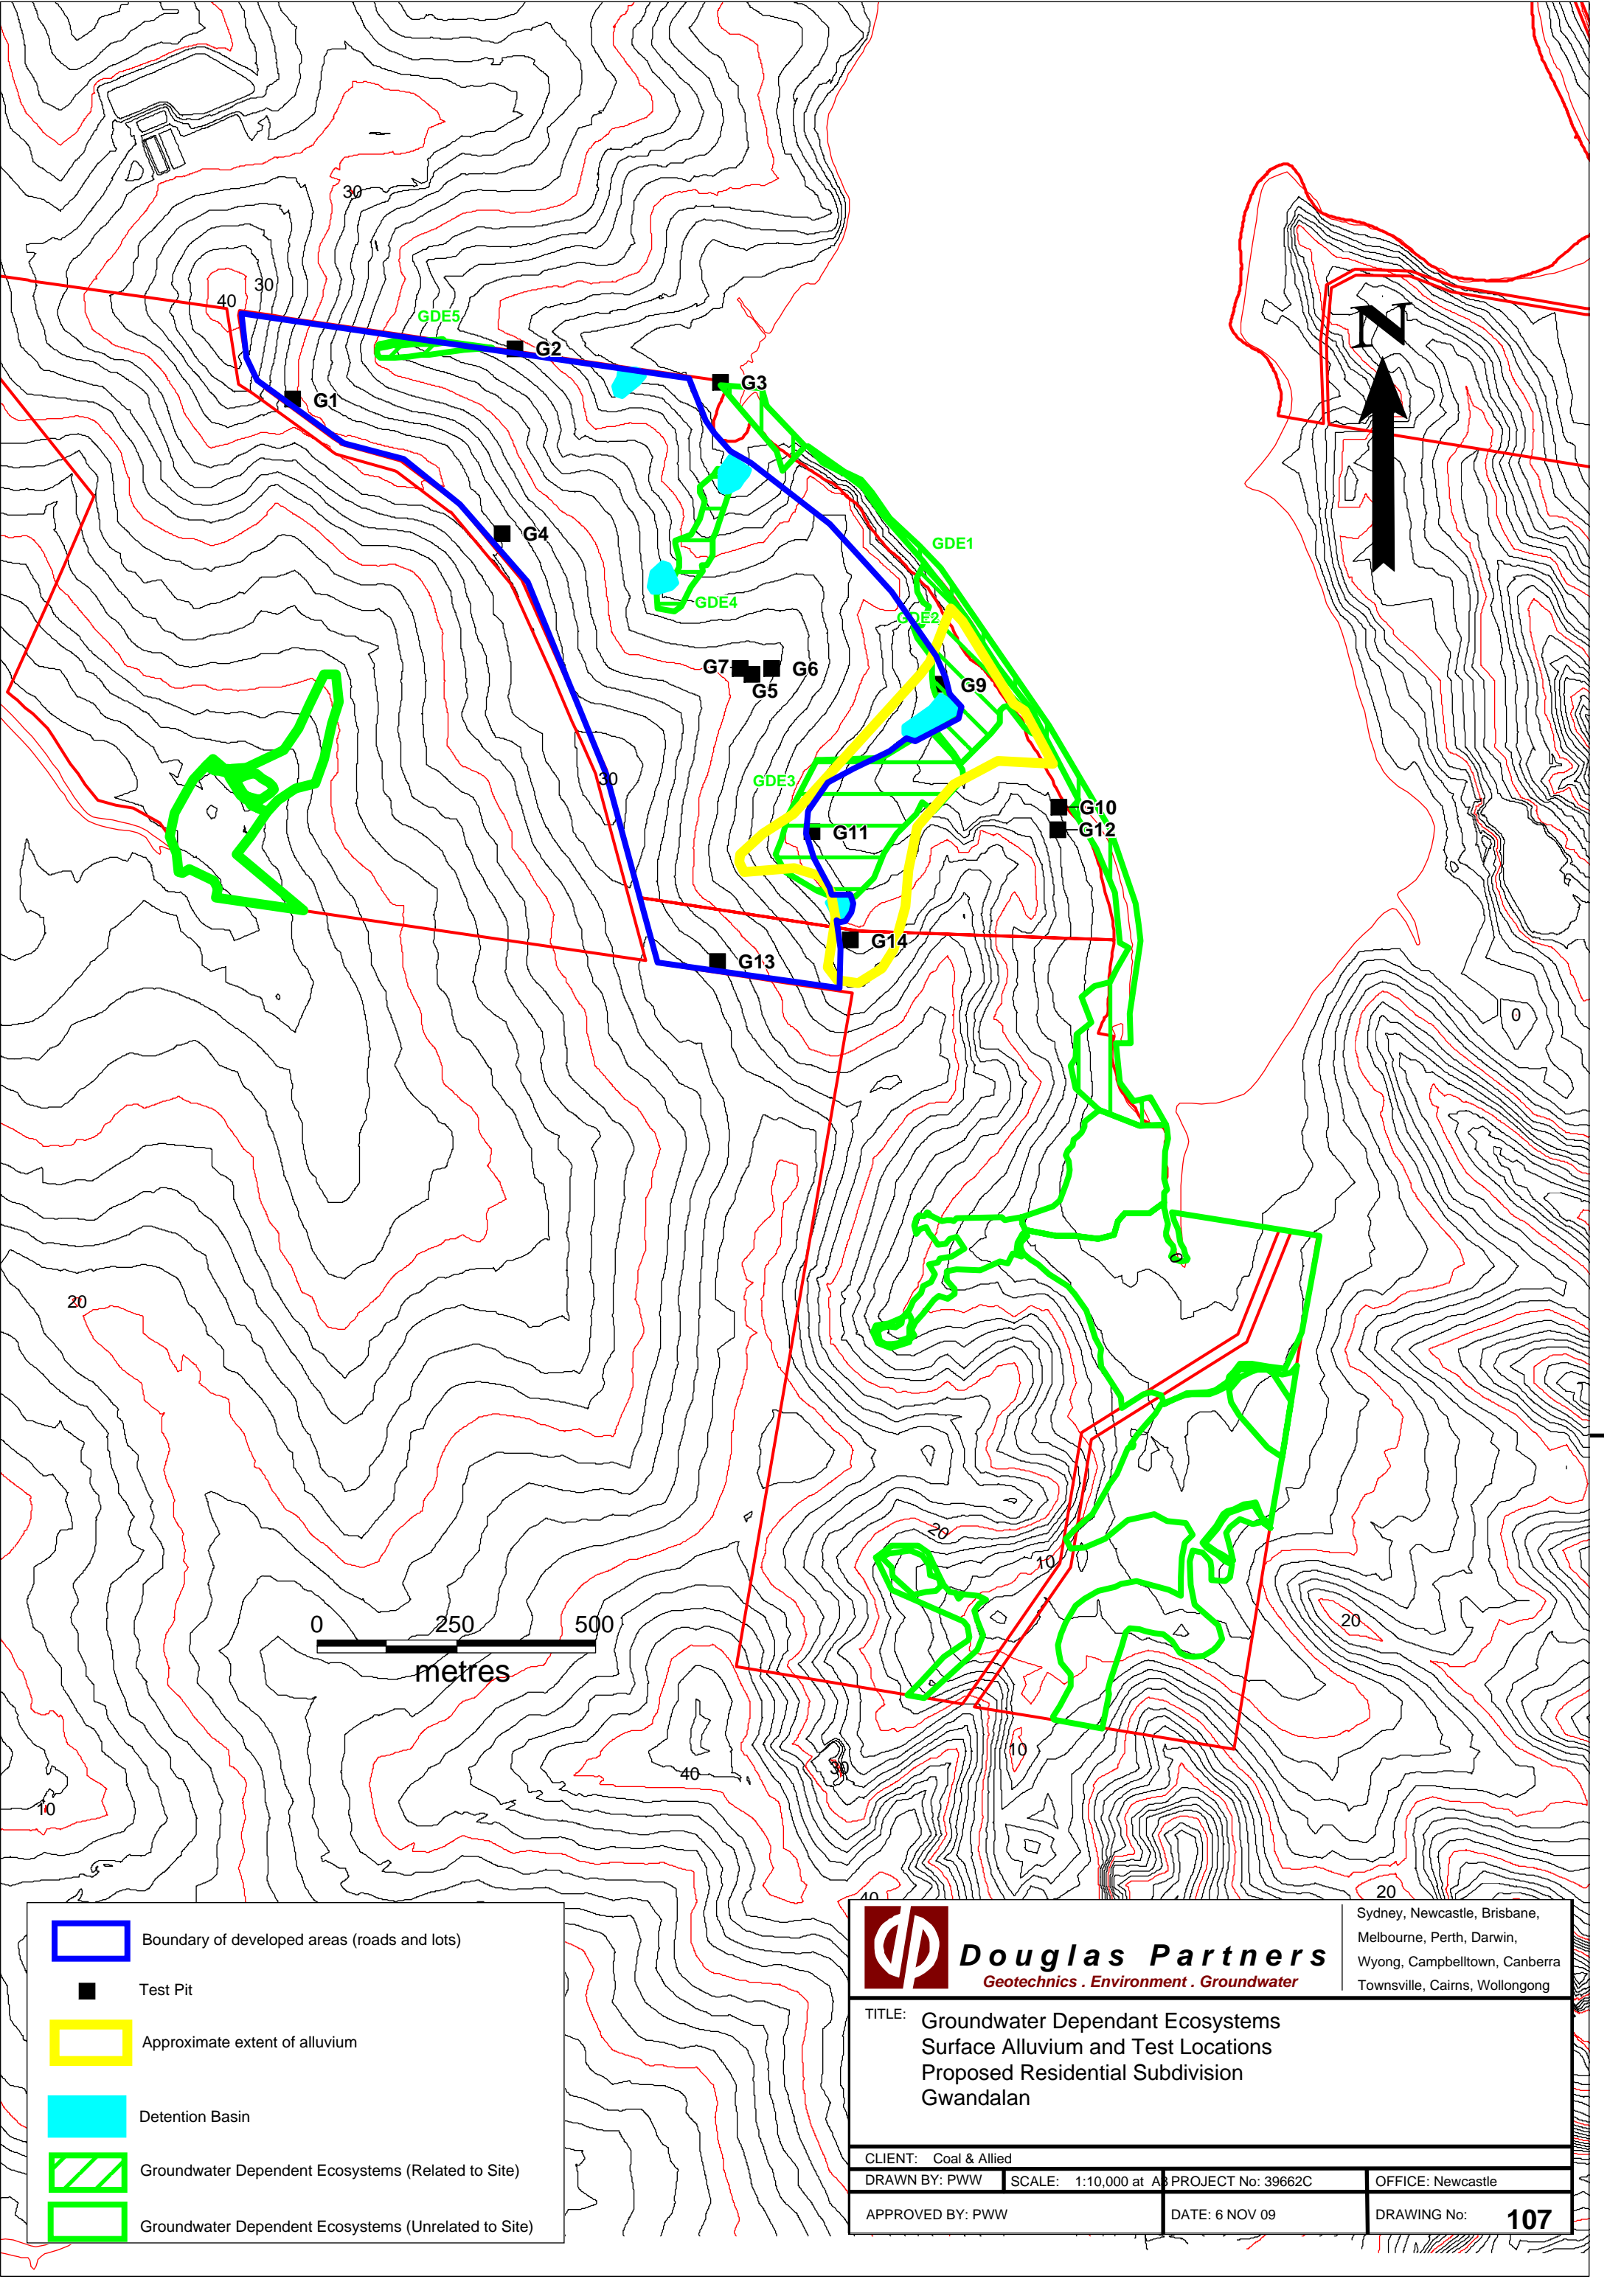 30
30
40
GDE5
G2
G3
G1
G4
GDE1
GDE4
GDE2
G7
G6
G5
G9
30
GDE3
G10
G11
G12
G14
G13
N
0
0
20
20
10
0 250 500
metres
20
10
40
30
10
40
20
Boundary of developed areas (roads and lots)
Test Pit
Approximate extent of alluvium
Detention Basin
Groundwater Dependent Ecosystems (Related to Site)
Groundwater Dependent Ecosystems (Unrelated to Site)
dp
Douglas Partners
Geotechnics . Environment . Groundwater
Sydney, Newcastle, Brisbane,
Melbourne, Perth, Darwin,
Wyong, Campbelltown, Canberra
Townsville, Cairns, Wollongong
TITLE: Groundwater Dependant Ecosystems
Surface Alluvium and Test Locations
Proposed Residential Subdivision
Gwandalan
CLIENT: Coal & Allied
DRAWN BY: PWW SCALE: 1:10,000 at A3 PROJECT No: 39662C OFFICE: Newcastle
APPROVED BY: PWW DATE: 6 NOV 09 DRAWING No: 107